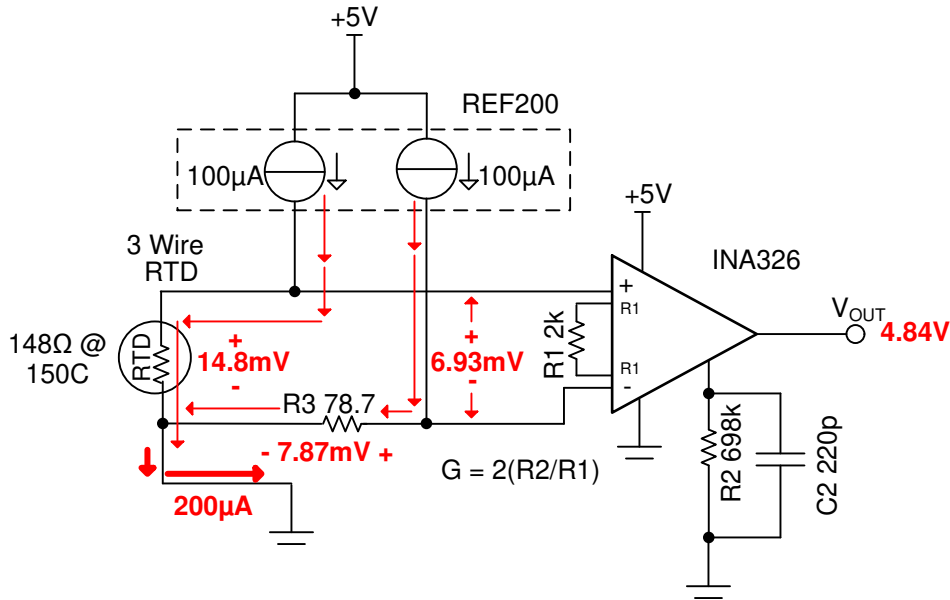 +5V
REF200
100µA
100µA
+5V
3 Wire
RTD
INA326
+
R1
V_OUT
4.84V
148Ω @
150C
RTD
+
14.8mV
-
+
6.93mV
-
R1 2k
R1
-
R3 78.7
- 7.87mV +
G = 2(R2/R1)
R2 698k
C2 220p
200µA